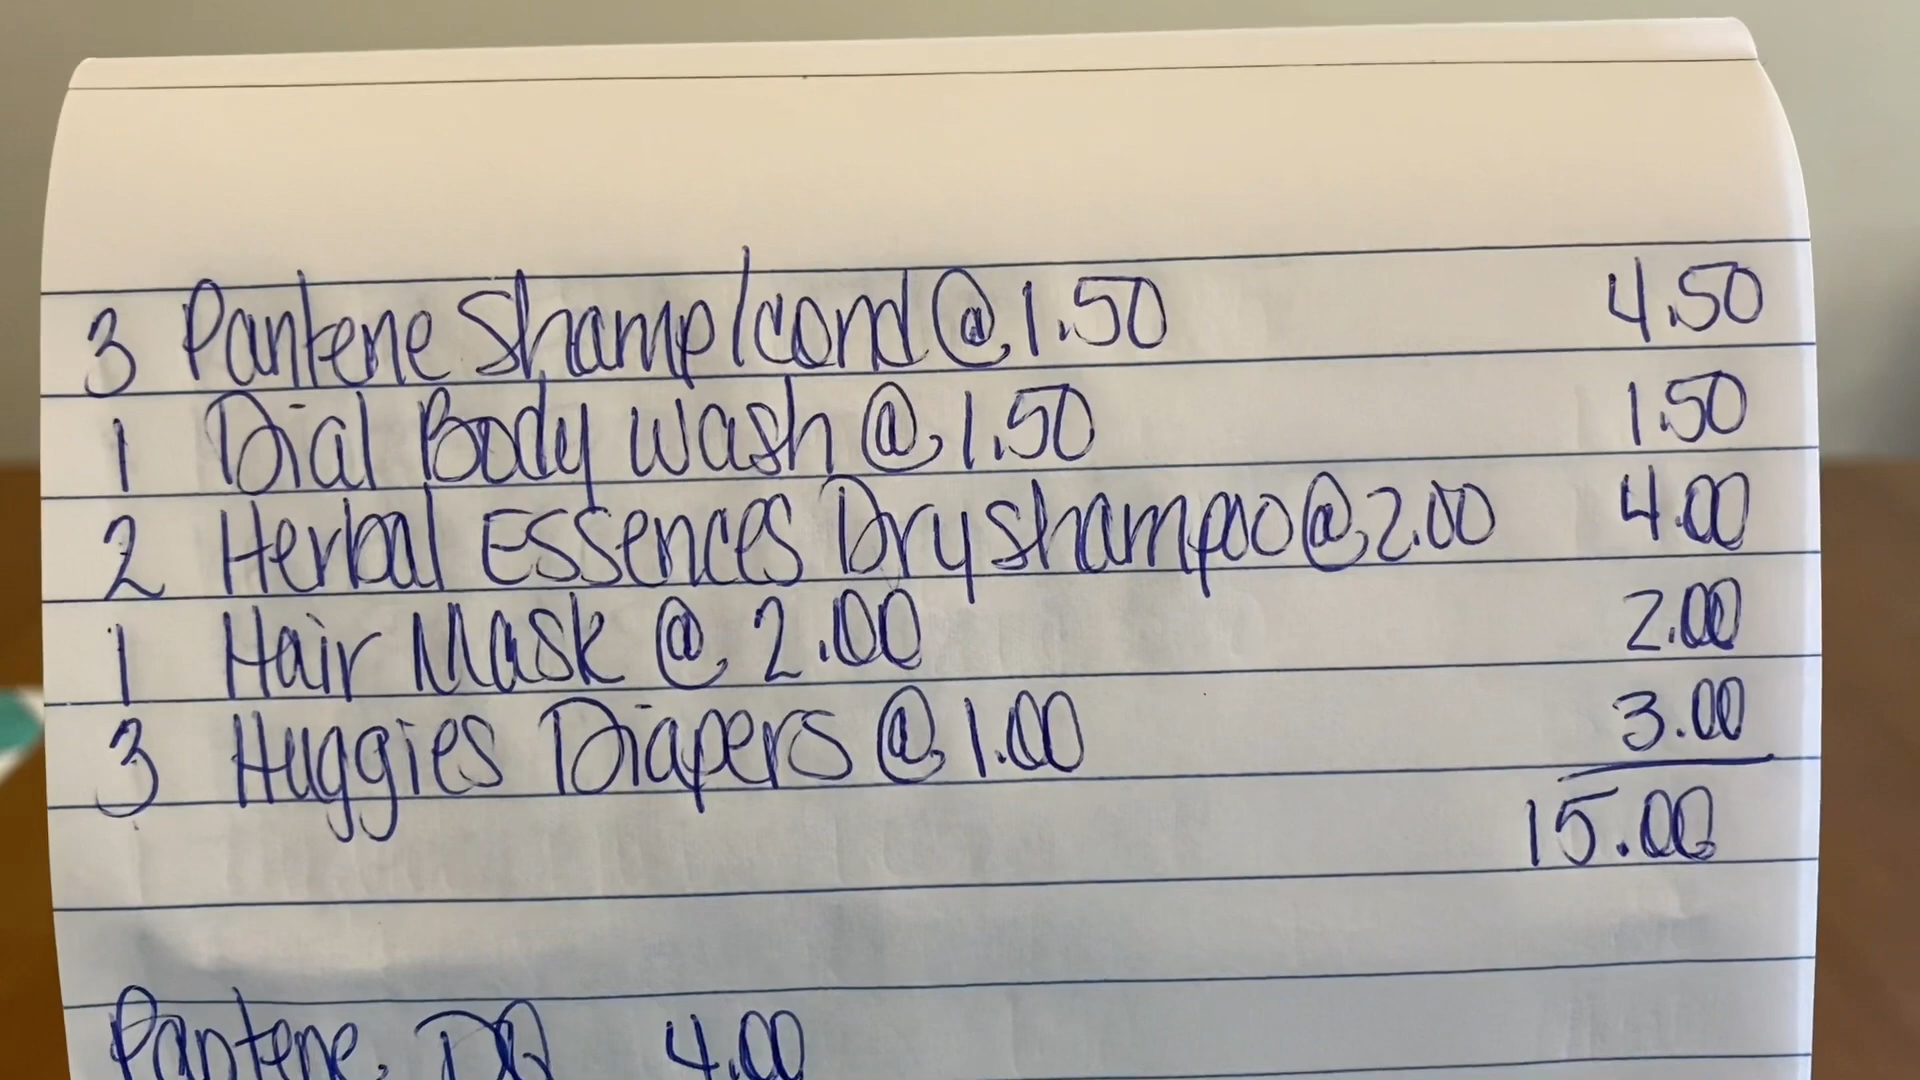 3 Pantene Shamp/cond @ 1.50 4.50
1 Dial Body Wash @ 1.50 1.50
2 Herbal Essences Dry shampoo @ 2.00 4.00
1 Hair Mask @ 2.00 2.00
3 Huggies Diapers @ 1.00 3.00
15.00
Pantene DQ 4.00